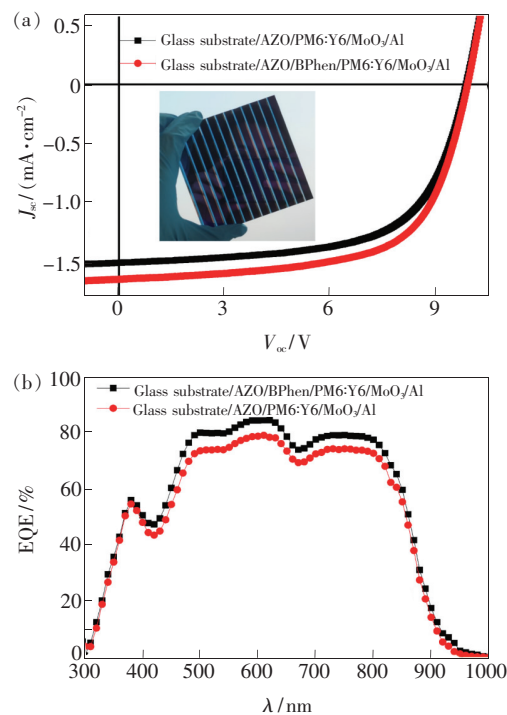 (a)
0.5
0
−0.5
−1.0
−1.5
Jsc/(mA·cm−2)
Glass substrate/AZO/PM6:Y6/MoO3/Al
Glass substrate/AZO/BPhen/PM6:Y6/MoO3/Al
0 3 6 9
Voc/V
(b)
100
80
60
40
20
0
EQE/%
Glass substrate/AZO/BPhen/PM6:Y6/MoO3/Al
Glass substrate/AZO/PM6:Y6/MoO3/Al
300 400 500 600 700 800 900 1000
λ/nm